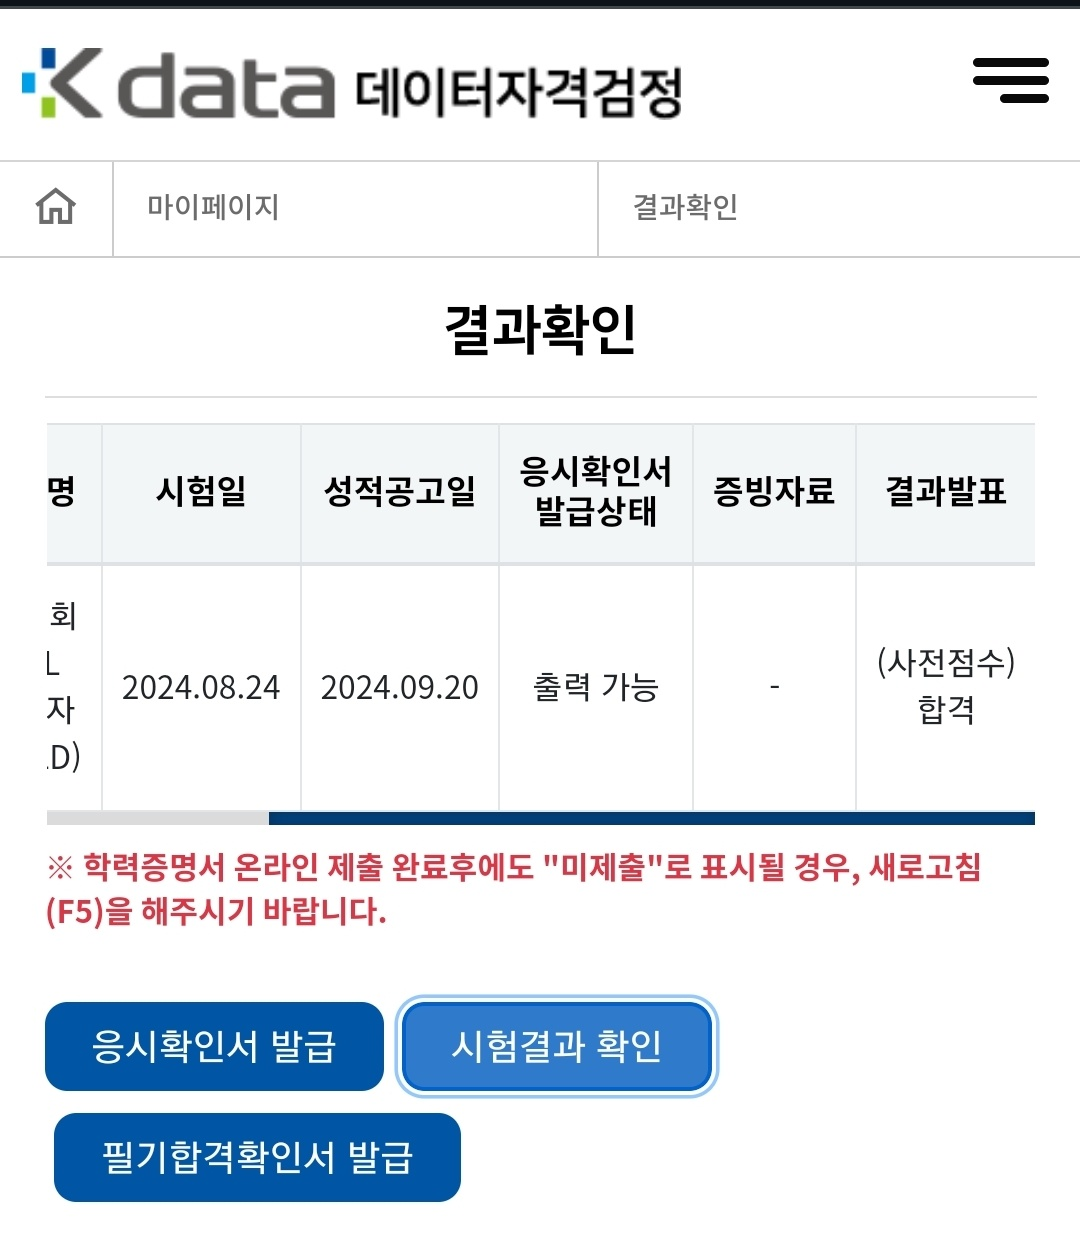 K data 데이터자격검정
마이페이지
결과확인
결과확인
명
시험일
성적공고일
응시확인서
발급상태
증빙자료
결과발표
회
L
자
D)
2024.08.24
2024.09.20
출력 가능
-
(사전점수)
합격
※ 학력증명서 온라인 제출 완료후에도 "미제출"로 표시될 경우, 새로고침
(F5)을 해주시기 바랍니다.
응시확인서 발급
시험결과 확인
필기합격확인서 발급